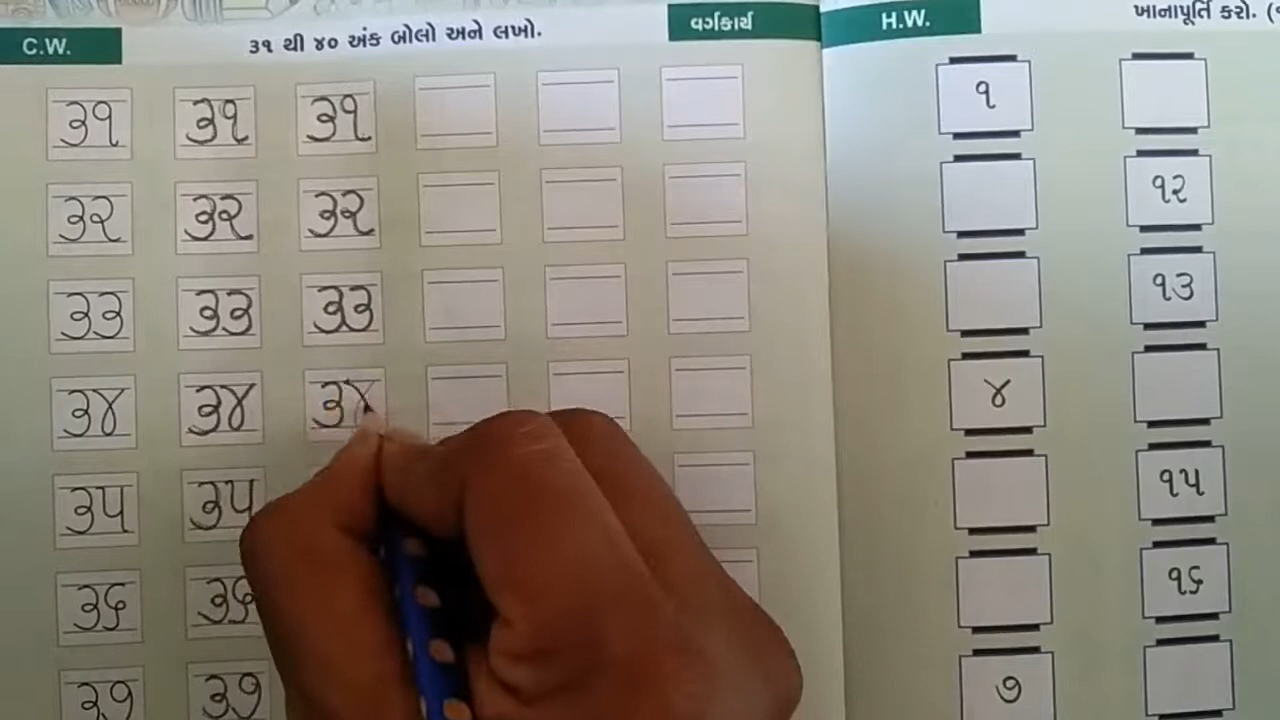 C.W.
૩૧ થી ૪૦ અંક બોલો અને લખો.
વર્ગકાર્ય
૩૧ ૩૧ ૩૧
૩૨ ૩૨ ૩૨
૩૩ ૩૩ ૩૩
૩૪ ૩૪ ૩૪
૩૫ ૩૫
૩૬ ૩૬
૩૭ ૩૭
H.W.
ખાનાપૂર્તિ કરો.
૧
૧૨
૧૩
૪
૧૫
૧૬
૭